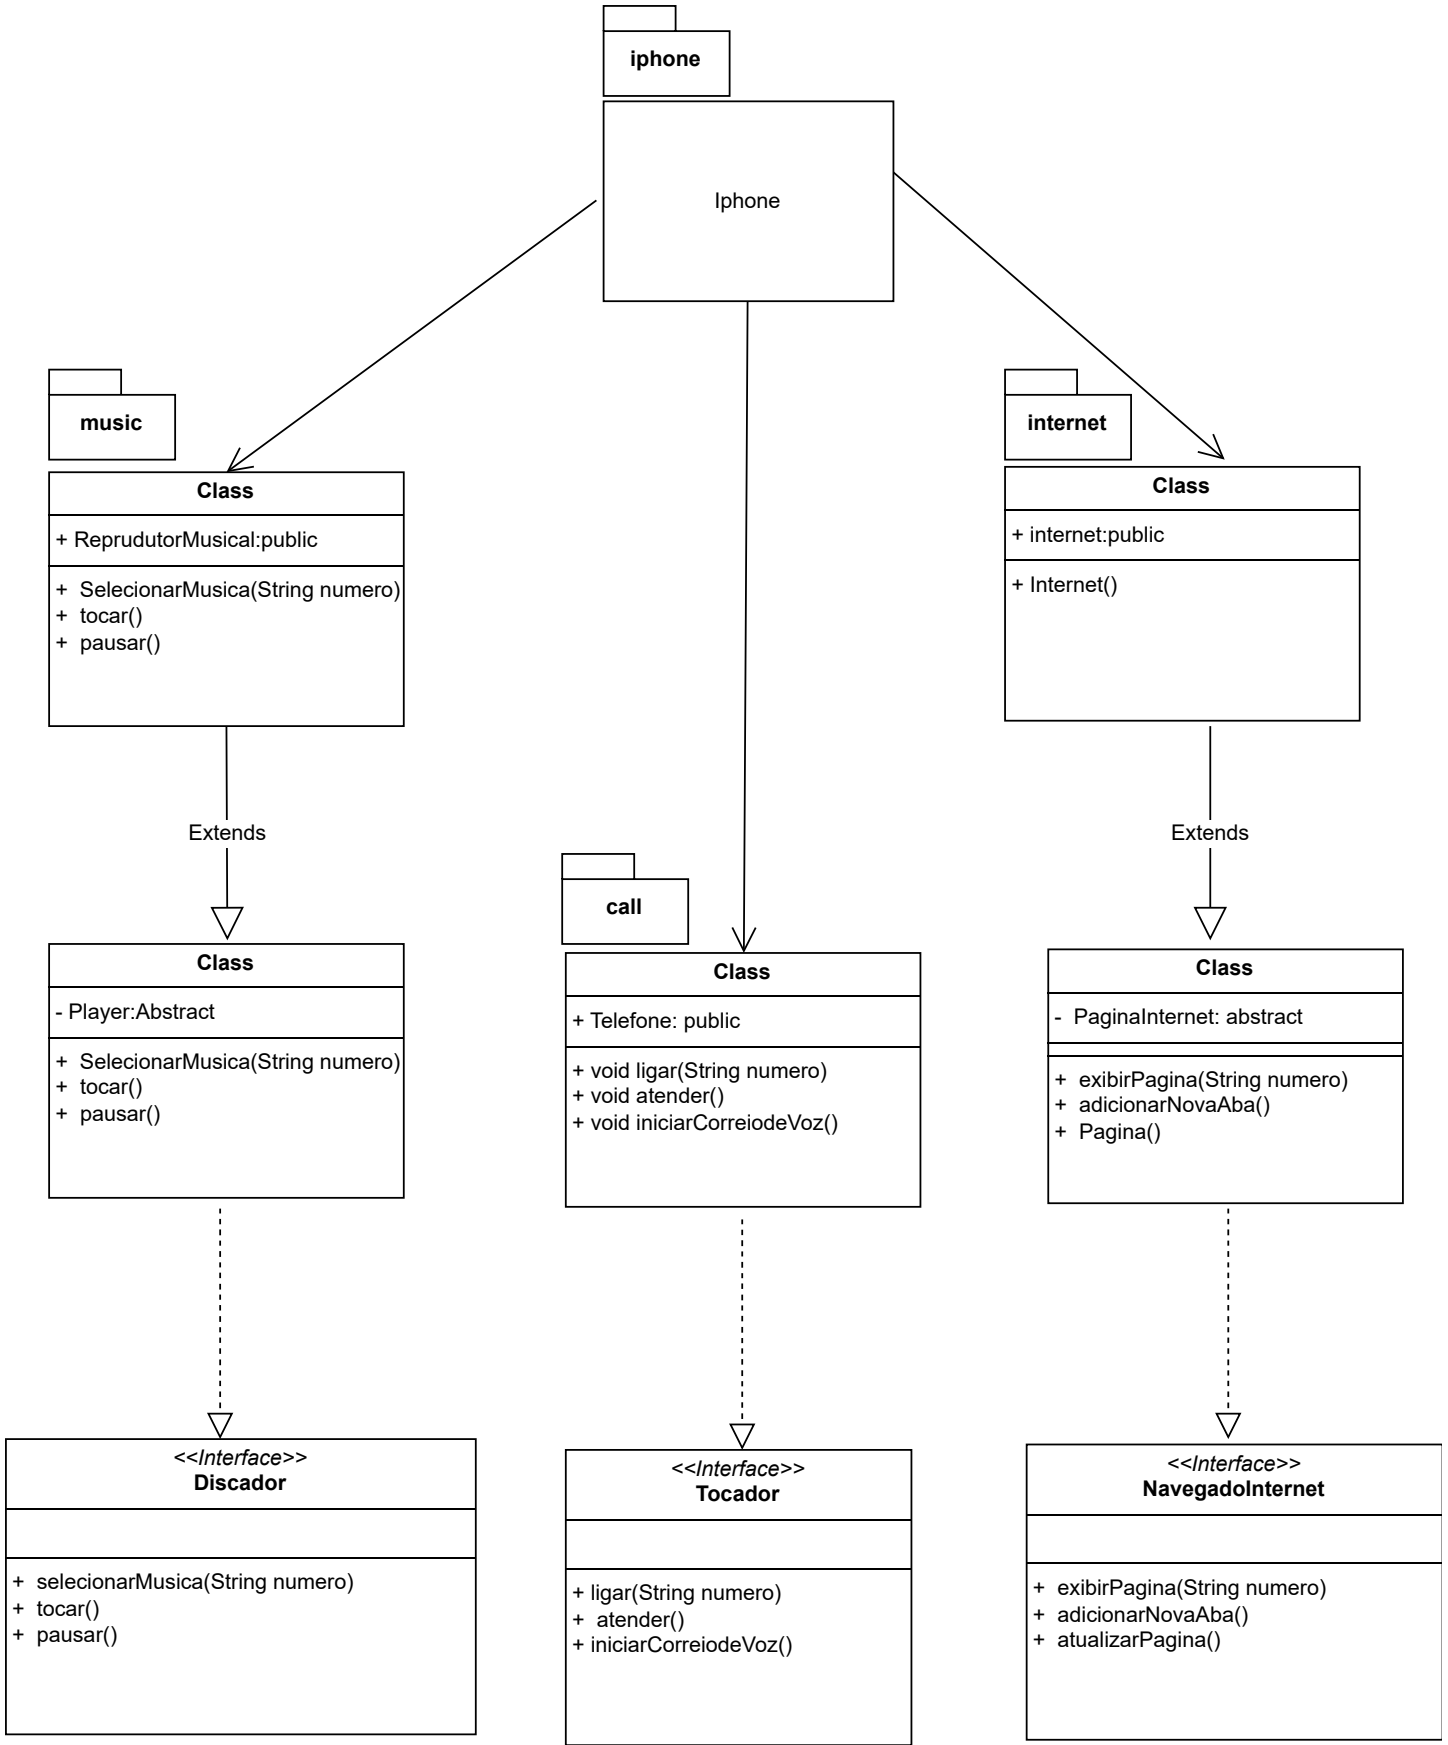 iphone
Iphone
music
Class
+ ReprudutorMusical:public
+ SelecionarMusica(String numero)
+ tocar()
+ pausar()
Extends
Class
- Player:Abstract
+ SelecionarMusica(String numero)
+ tocar()
+ pausar()
<<Interface>>
Discador
+ selecionarMusica(String numero)
+ tocar()
+ pausar()
call
Class
+ Telefone: public
+ void ligar(String numero)
+ void atender()
+ void iniciarCorreiodeVoz()
<<Interface>>
Tocador
+ ligar(String numero)
+ atender()
+ iniciarCorreiodeVoz()
internet
Class
+ internet:public
+ Internet()
Extends
Class
- PaginaInternet: abstract
+ exibirPagina(String numero)
+ adicionarNovaAba()
+ Pagina()
<<Interface>>
NavegadoInternet
+ exibirPagina(String numero)
+ adicionarNovaAba()
+ atualizarPagina()